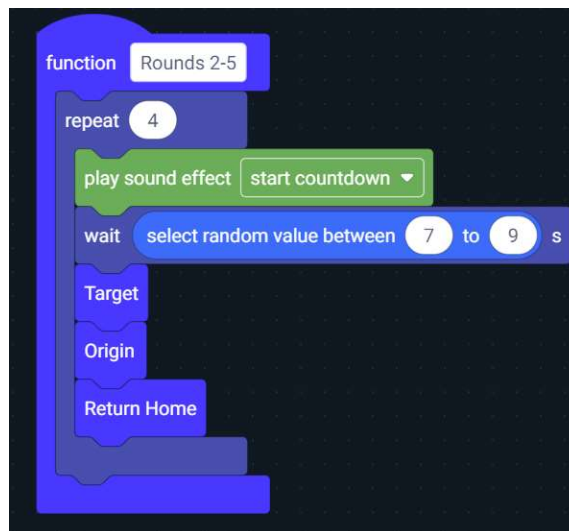 function Rounds 2-5
repeat 4
play sound effect start countdown
wait select random value between 7 to 9 s
Target
Origin
Return Home